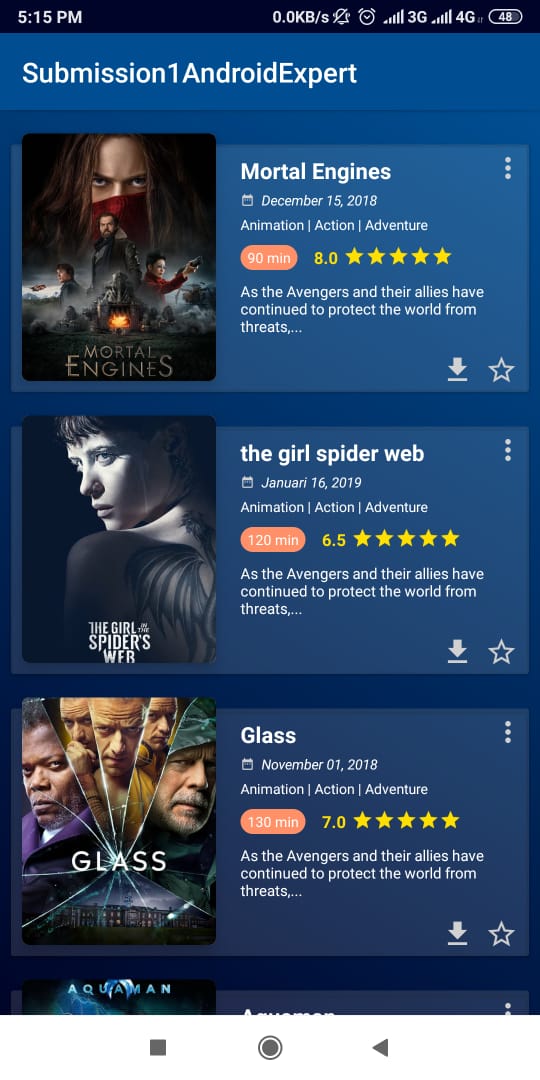 5:15 PM
0.0KB/s 3G 4G 48
Submission1AndroidExpert
MORTAL
ENGINES
Mortal Engines
December 15, 2018
Animation | Action | Adventure
90 min 8.0
As the Avengers and their allies have
continued to protect the world from
threats,...
THE GIRL IN THE
SPIDER'S
WEB
the girl spider web
Januari 16, 2019
Animation | Action | Adventure
120 min 6.5
As the Avengers and their allies have
continued to protect the world from
threats,...
GLASS
Glass
November 01, 2018
Animation | Action | Adventure
130 min 7.0
As the Avengers and their allies have
continued to protect the world from
threats,...
AQUAMAN
Aquaman